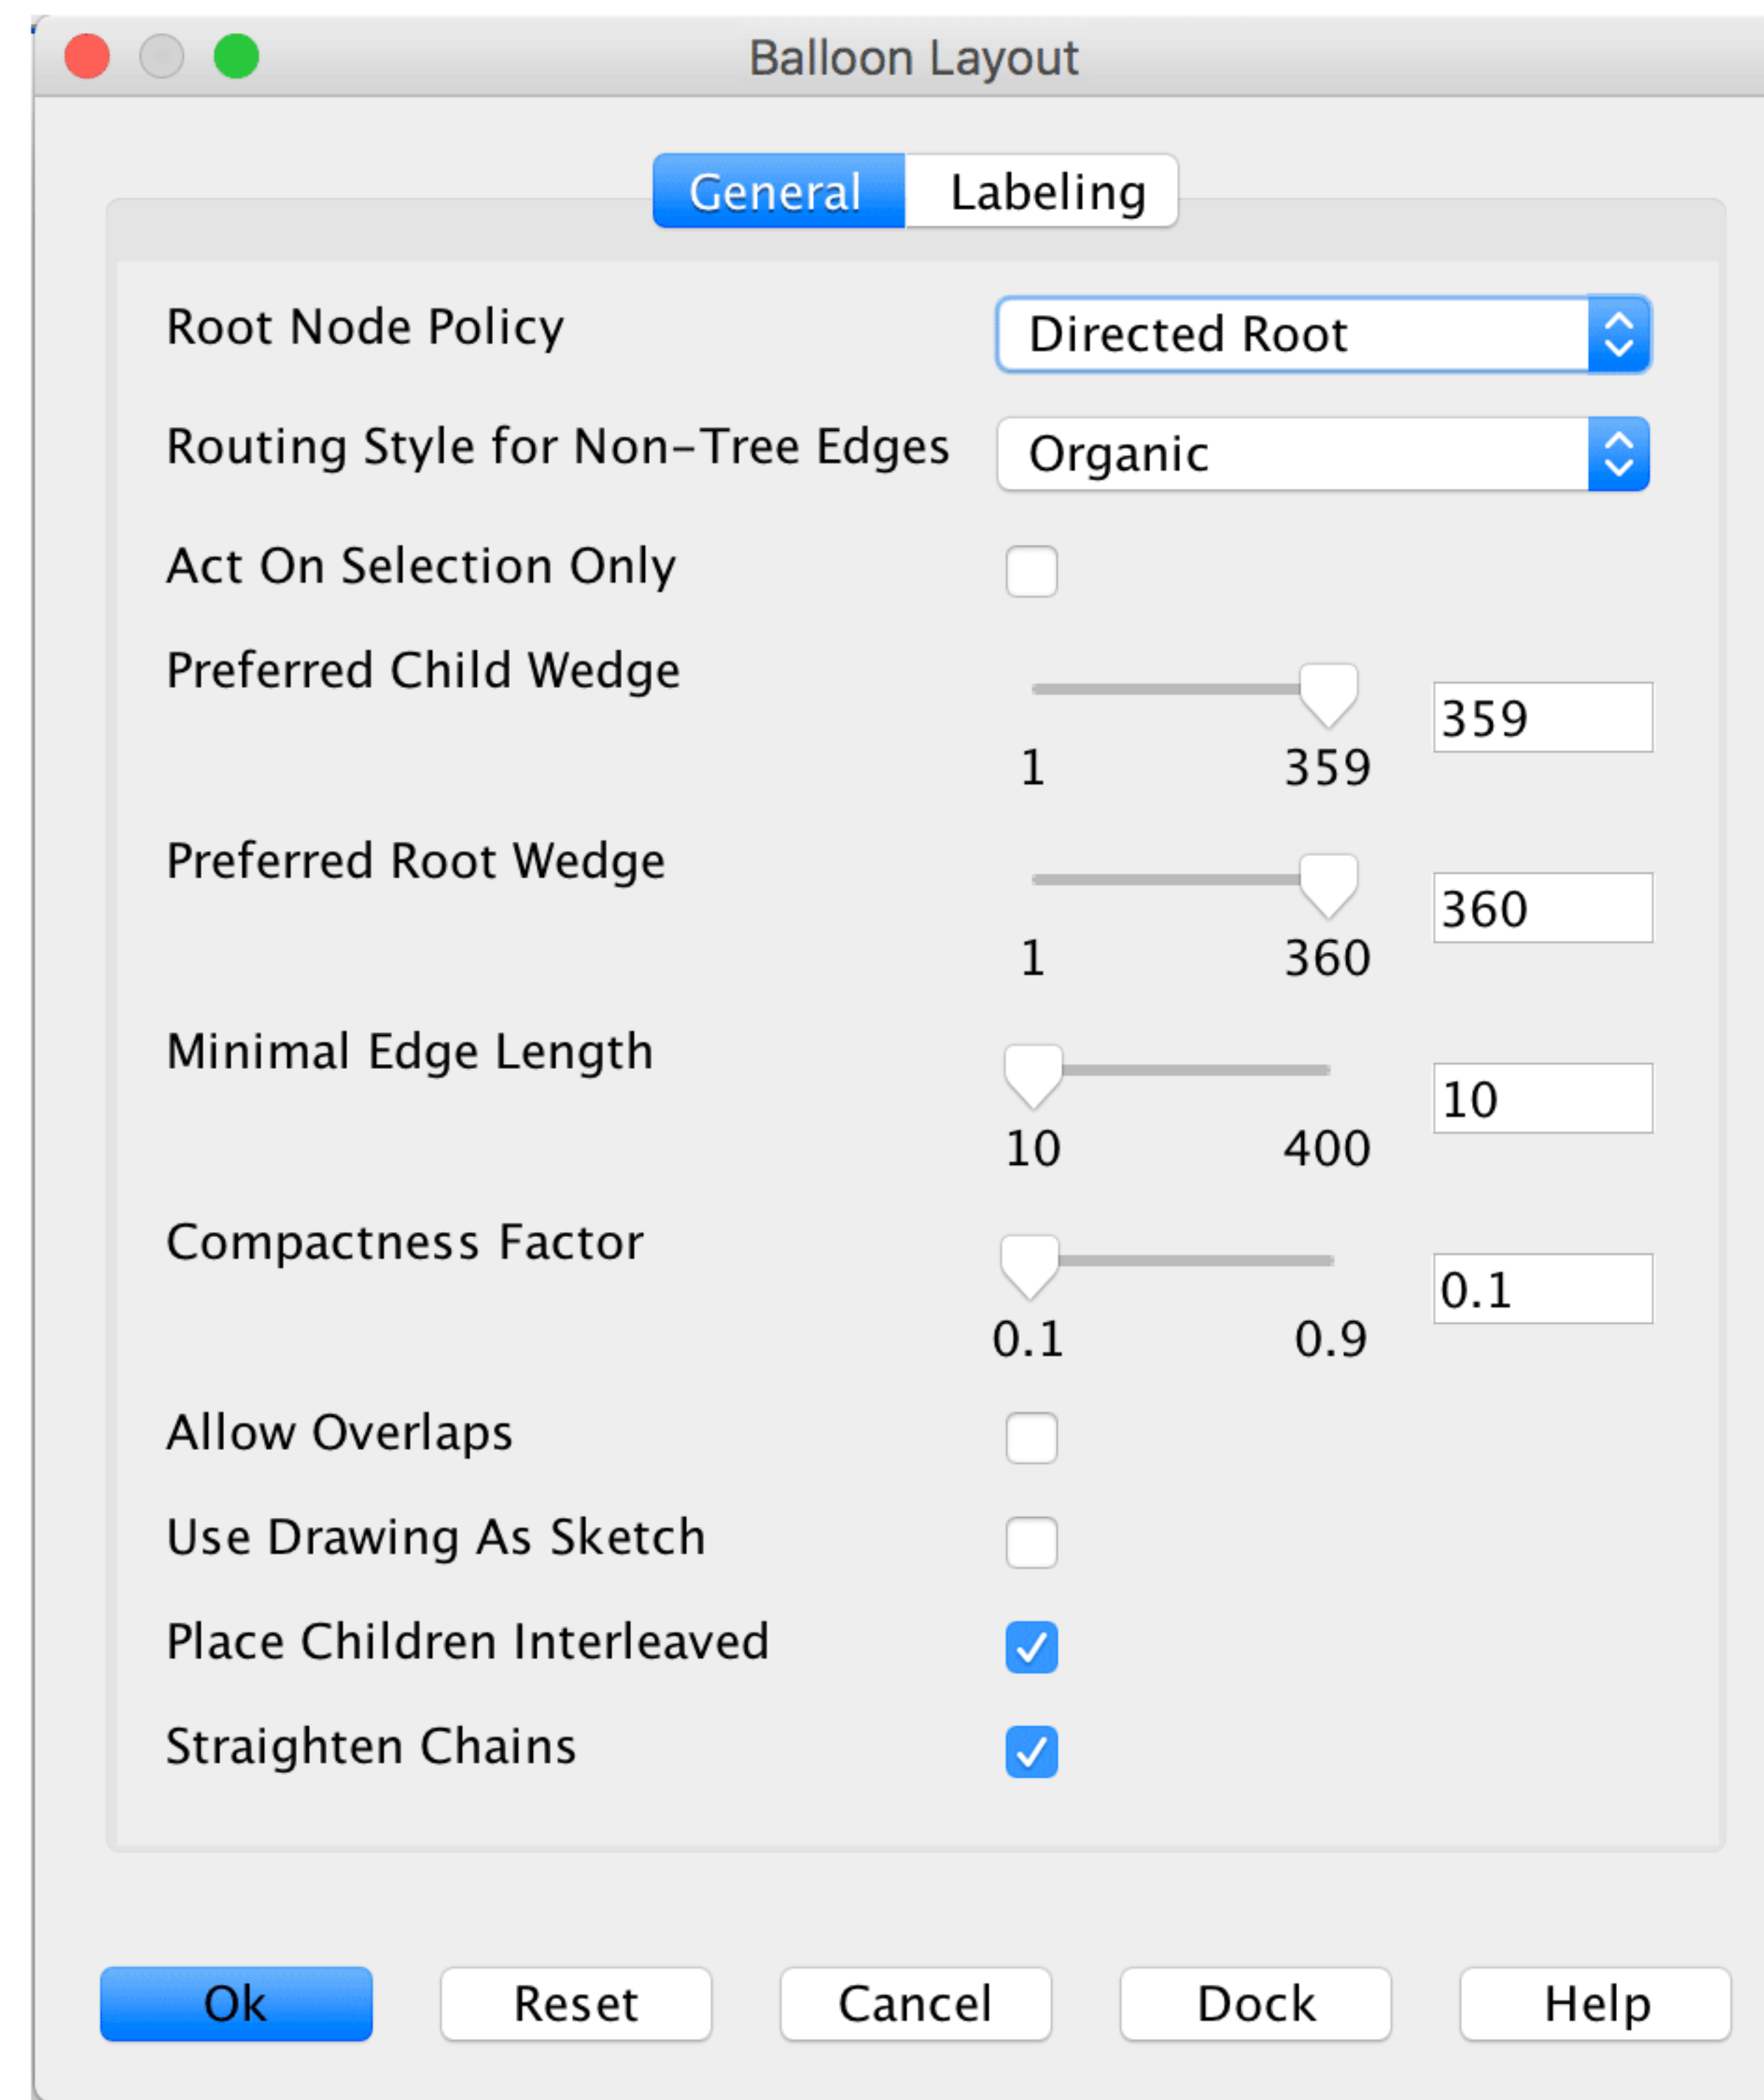 Balloon Layout
General Labeling
Root Node Policy Directed Root
Routing Style for Non-Tree Edges Organic
Act On Selection Only
Preferred Child Wedge 359
1 359
Preferred Root Wedge 360
1 360
Minimal Edge Length 10
10 400
Compactness Factor 0.1
0.1 0.9
Allow Overlaps
Use Drawing As Sketch
Place Children Interleaved
Straighten Chains
Ok Reset Cancel Dock Help